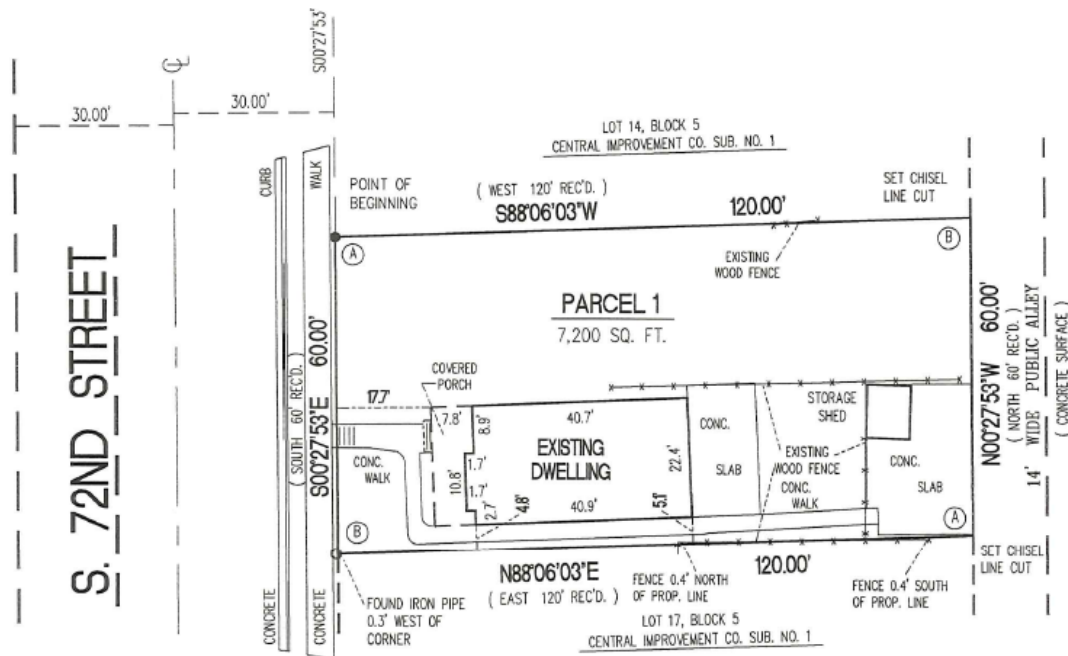 S00°27'53"
30.00'
30.00'
LOT 14, BLOCK 5
CENTRAL IMPROVEMENT CO. SUB. NO. 1
CURB
WALK
POINT OF
BEGINNING
( WEST 120' REC'D. )
S88°06'03"W 120.00'
SET CHISEL
LINE CUT
A
B
EXISTING
WOOD FENCE
S. 72ND STREET
PARCEL 1
7,200 SQ. FT.
S00°27'53"E 60.00'
( SOUTH 60' REC'D. )
N00°27'53"W 60.00'
( NORTH 60' REC'D. )
14' WIDE PUBLIC ALLEY
( CONCRETE SURFACE )
COVERED
PORCH
17.7'
7.8'
8.9'
40.7'
EXISTING
DWELLING
1.7'
10.8'
1.7'
2.7'
4.8'
40.9'
22.4'
5.1'
CONC.
SLAB
STORAGE
SHED
EXISTING
WOOD FENCE
CONC.
WALK
CONC.
SLAB
CONC.
WALK
B
A
N88°06'03"E 120.00'
( EAST 120' REC'D. )
FENCE 0.4' NORTH
OF PROP. LINE
FENCE 0.4' SOUTH
OF PROP. LINE
SET CHISEL
LINE CUT
CONCRETE
CONCRETE
FOUND IRON PIPE
0.3' WEST OF
CORNER
LOT 17, BLOCK 5
CENTRAL IMPROVEMENT CO. SUB. NO. 1